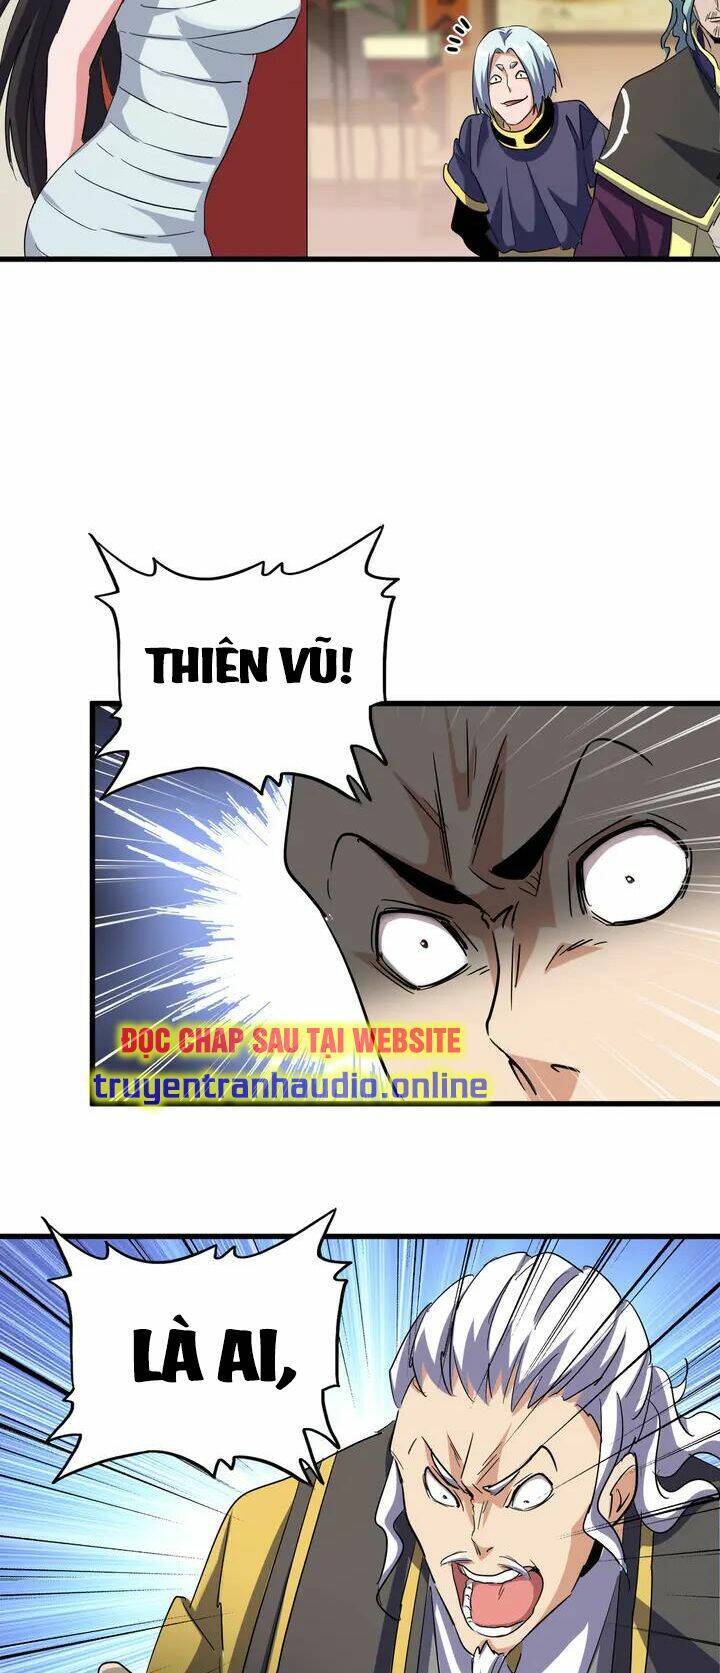 THIÊN VŨ!
ĐỌC CHAP SAU TẠI WEBSITE
truyentranhaudio.online
LÀ AI,